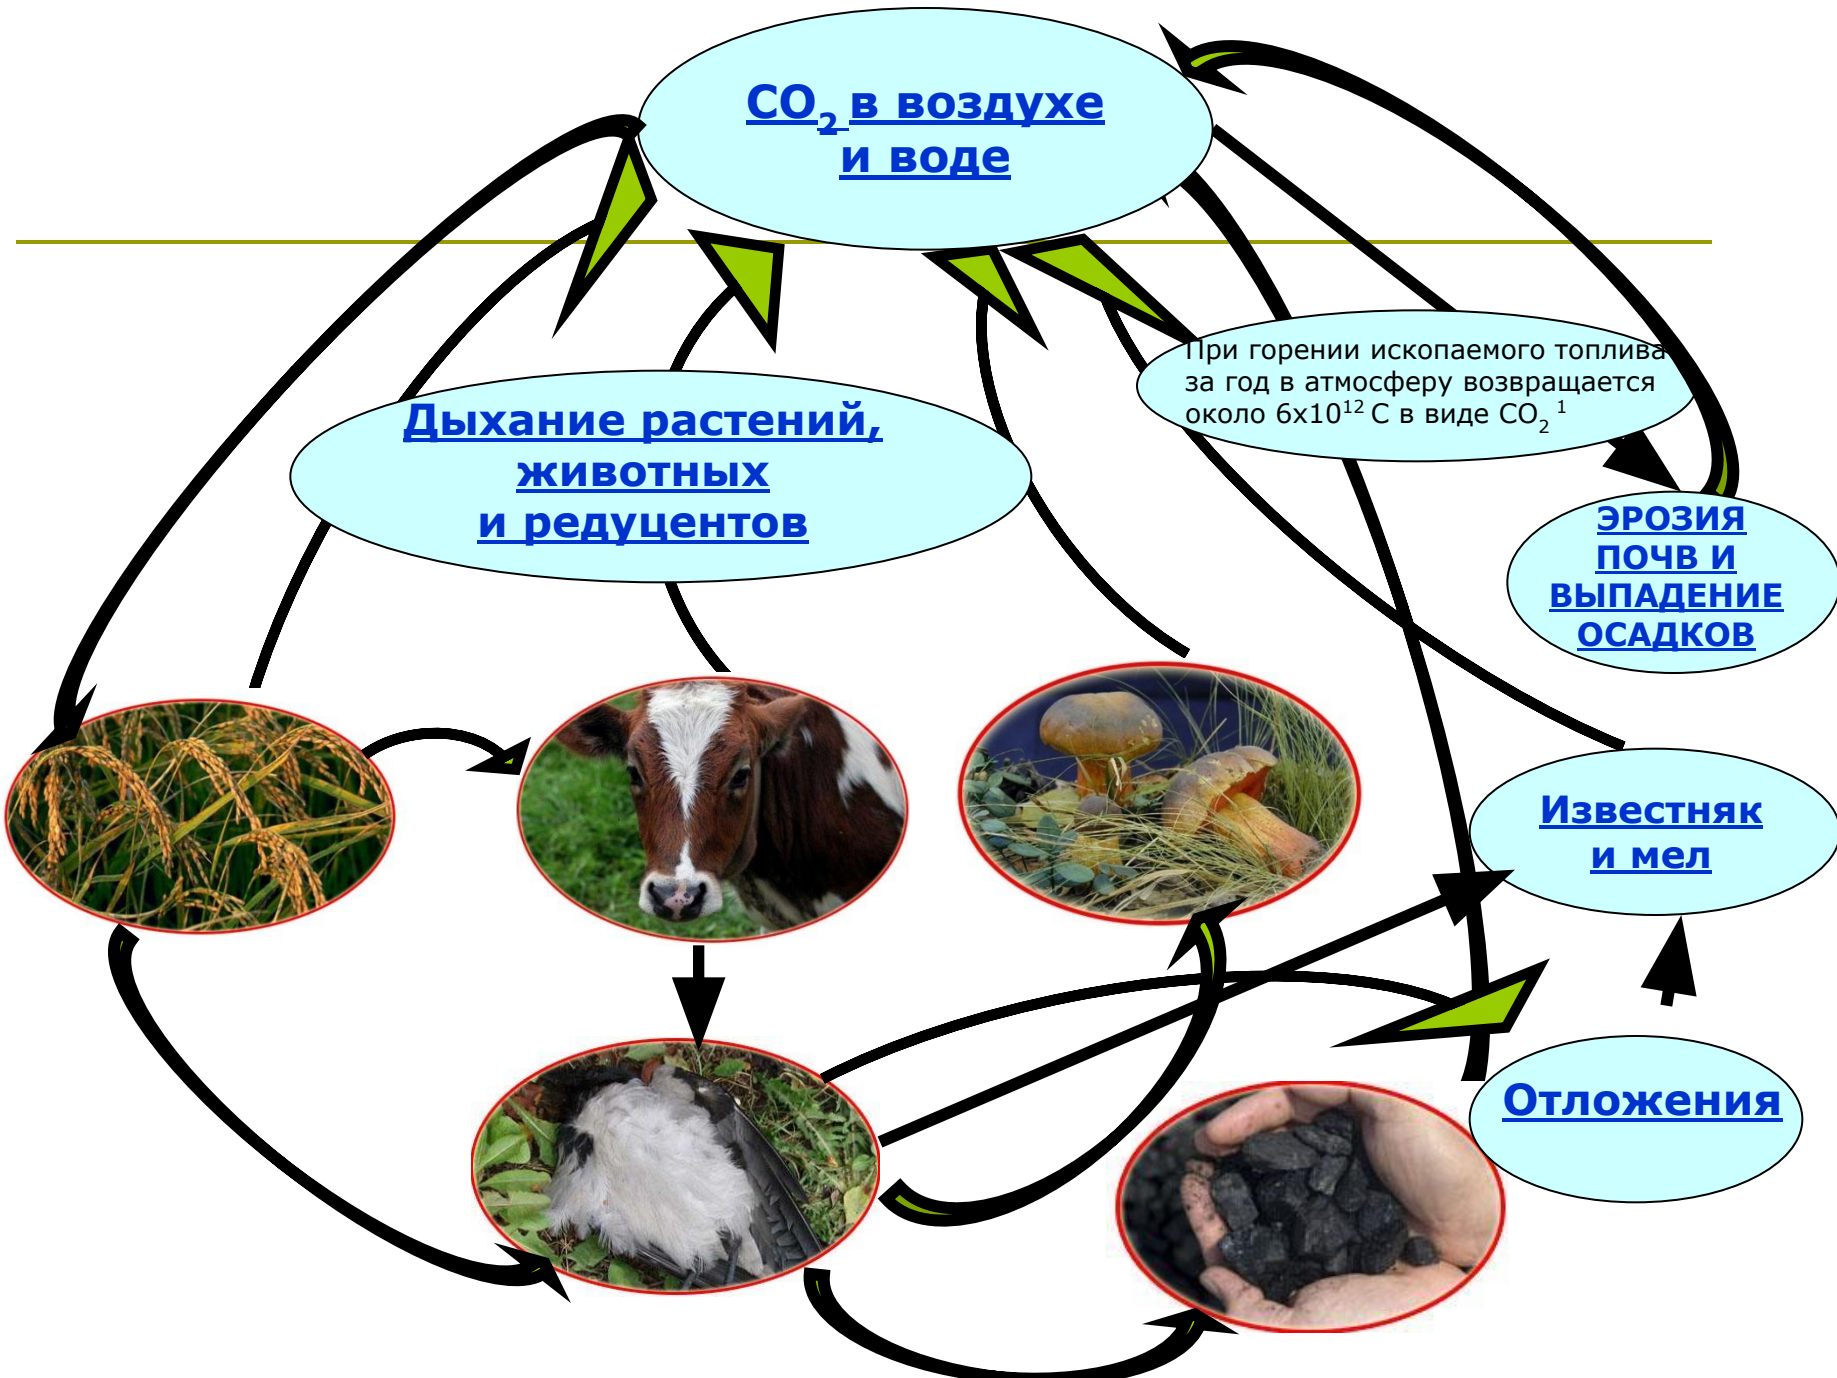 CO₂ в воздухе
и воде
При горении ископаемого топлива
за год в атмосферу возвращается
около 6х10¹² С в виде CO₂ ¹
Дыхание растений,
животных
и редуцентов
ЭРОЗИЯ
ПОЧВ И
ВЫПАДЕНИЕ
ОСАДКОВ
Известняк
и мел
Отложения